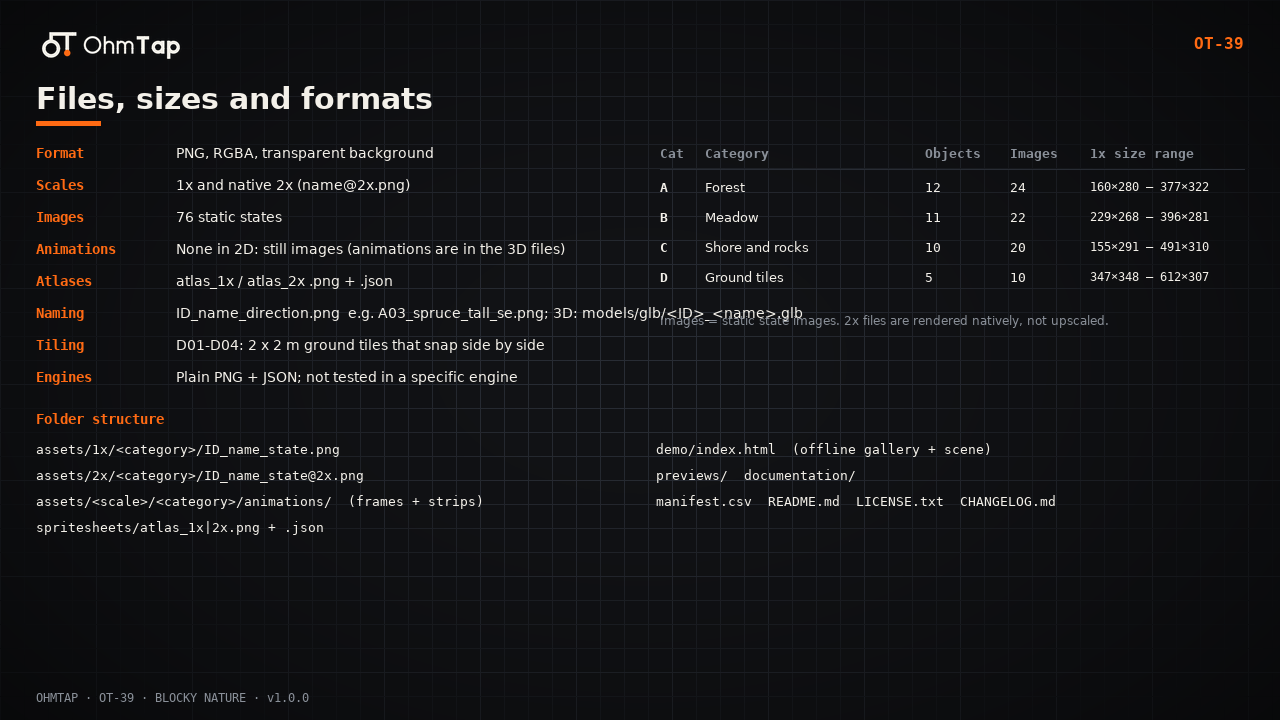 OhmTap
OT-39
Files, sizes and formats
Format PNG, RGBA, transparent background
Scales 1x and native 2x (name@2x.png)
Images 76 static states
Animations None in 2D: still images (animations are in the 3D files)
Atlases atlas_1x / atlas_2x .png + .json
Naming ID_name_direction.png  e.g. A03_spruce_tall_se.png; 3D: models/glb/<ID>_<name>.glb
Tiling D01-D04: 2 x 2 m ground tiles that snap side by side
Engines Plain PNG + JSON; not tested in a specific engine
Cat Category Objects Images 1x size range
A Forest 12 24 160×280 – 377×322
B Meadow 11 22 229×268 – 396×281
C Shore and rocks 10 20 155×291 – 491×310
D Ground tiles 5 10 347×348 – 612×307
Images = static state images. 2x files are rendered natively, not upscaled.
Folder structure
assets/1x/<category>/ID_name_state.png
assets/2x/<category>/ID_name_state@2x.png
assets/<scale>/<category>/animations/  (frames + strips)
spritesheets/atlas_1x|2x.png + .json
demo/index.html  (offline gallery + scene)
previews/  documentation/
manifest.csv  README.md  LICENSE.txt  CHANGELOG.md
OHMTAP · OT-39 · BLOCKY NATURE · v1.0.0